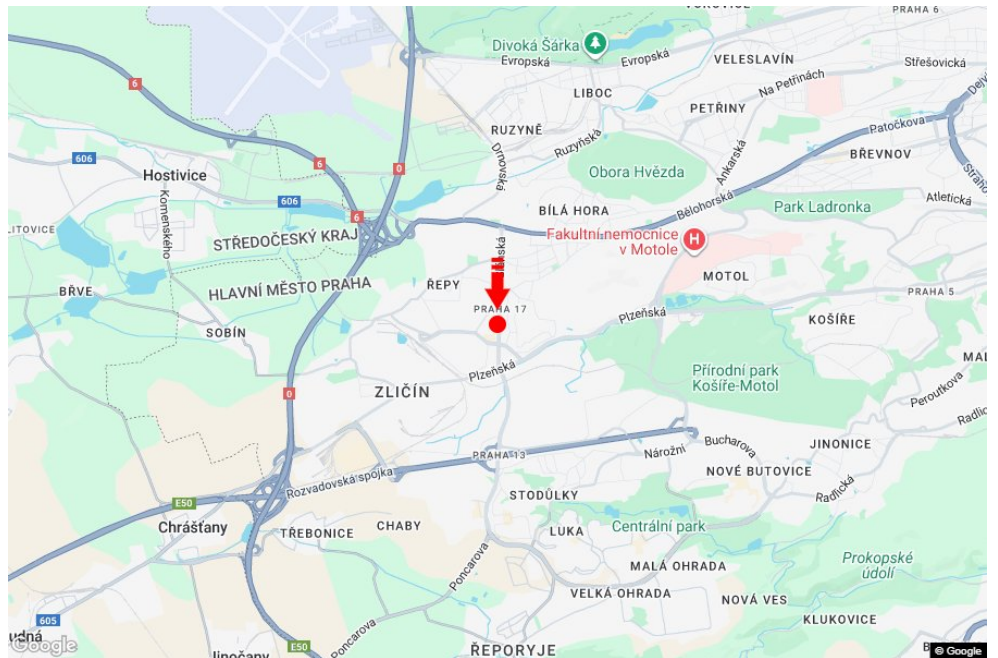 VOKOVICE
PRAHA 6
Divoká Šárka
Evropská
Evropská
VELESLAVÍN
Střešovická
6
LIBOC
Na Petřinách
PETŘINY
Patočkova
RUZYNĚ
Ruzyňská
Drnovská
0
606
Hostivice
6
Ankarská
BŘEVNOV
Obora Hvězda
606
Komenského
6
BÍLÁ HORA
Bělohorská
Park Ladronka
Atletická
STŘEDOČESKÝ KRAJ
Fakultní nemocnice
v Motole
H
HLAVNÍ MĚSTO PRAHA
ŘEPY
MOTOL
BŘVE
PRAHA 17
PRAHA 5
SOBÍN
Plzeňská
KOŠÍŘE
Plzeňská
Přírodní park
Košíře-Motol
ZLIČÍN
0
Peroutkova
JINONICE
Bucharova
Nárožní
PRAHA 13
NOVÉ BUTOVICE
Rozvadovská spojka
Radlická
E50
STODŮLKY
Chrášťany
CHABY
TŘEBONICE
LUKA
Centrální park
Poncarova
MALÁ OHRADA
Prokopské
údolí
VELKÁ OHRADA
NOVÁ VES
KLUKOVICE
605
Poncarova
E50
ŘEPORYJE
Google
© Google